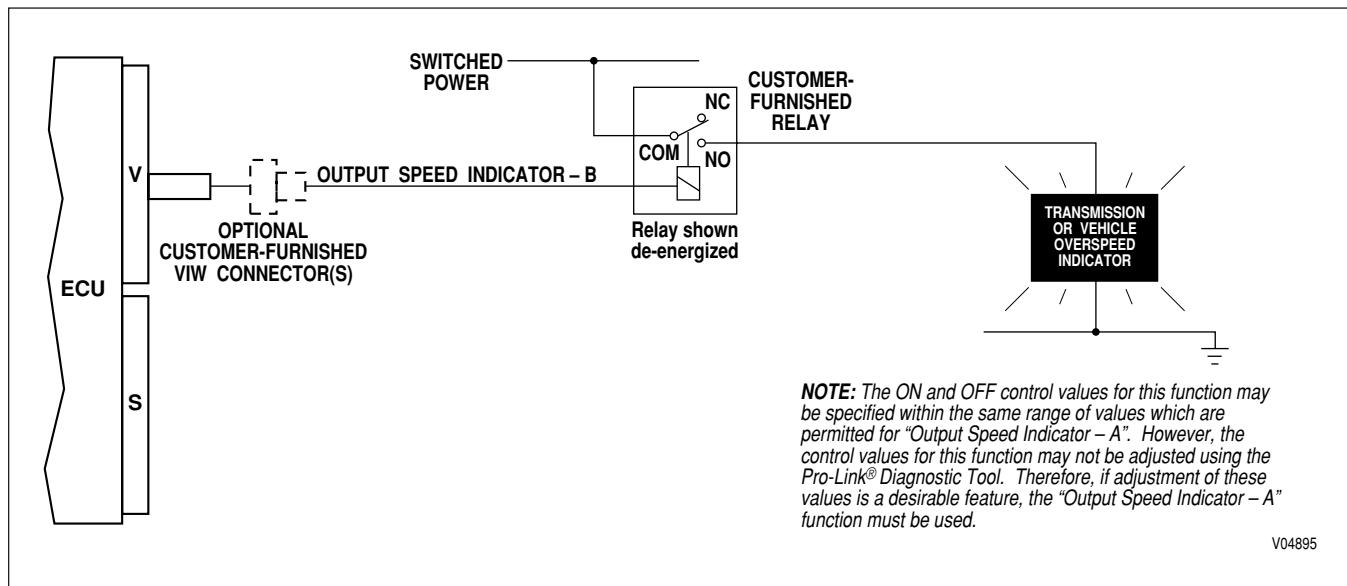 SWITCHED
POWER
CUSTOMER-
FURNISHED
RELAY
NC
COM
NO
V
OUTPUT SPEED INDICATOR – B
OPTIONAL
CUSTOMER-FURNISHED
VIW CONNECTOR(S)
Relay shown
de-energized
TRANSMISSION
OR VEHICLE
OVERSPEED
INDICATOR
ECU
S
NOTE: The ON and OFF control values for this function may
be specified within the same range of values which are
permitted for “Output Speed Indicator – A”. However, the
control values for this function may not be adjusted using the
Pro-Link® Diagnostic Tool. Therefore, if adjustment of these
values is a desirable feature, the “Output Speed Indicator – A”
function must be used.
V04895